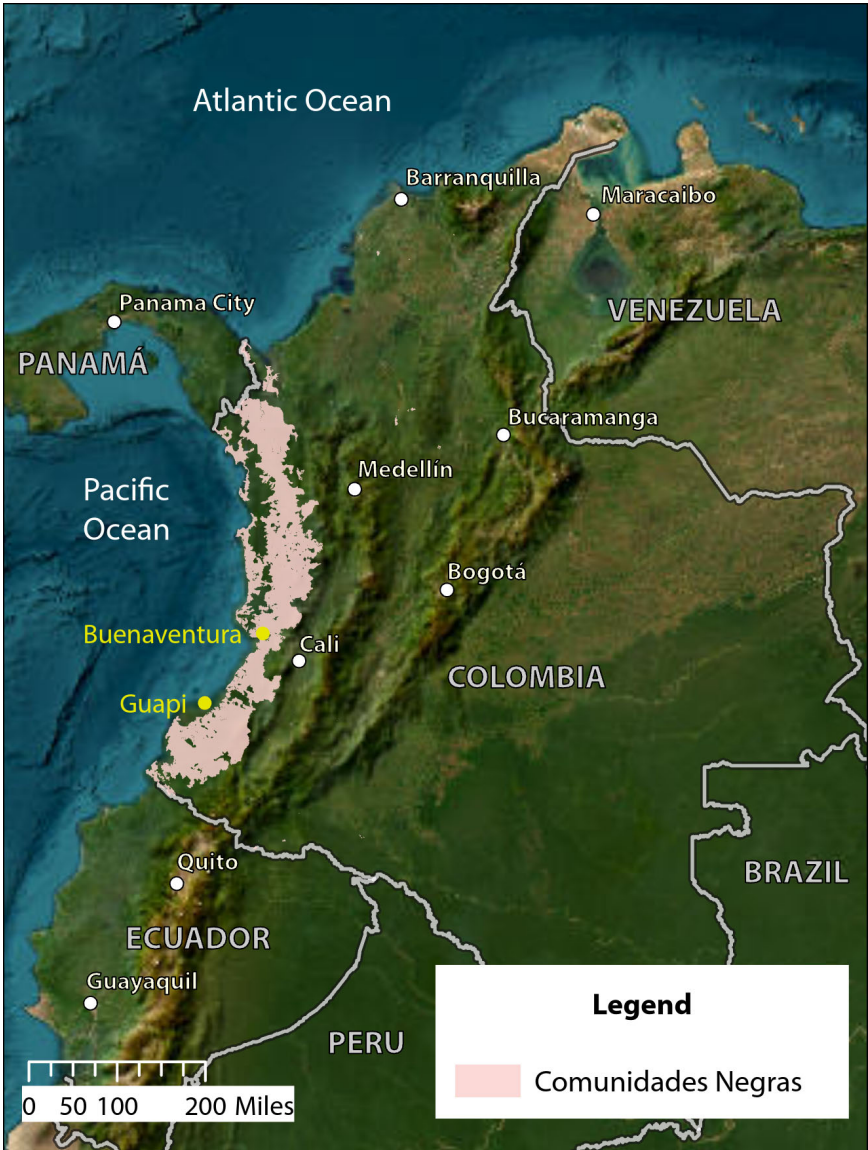 Atlantic Ocean
Barranquilla
Maracaibo
Panama City
VENEZUELA
PANAMÁ
Bucaramanga
Medellín
Pacific
Ocean
Bogotá
Buenaventura
Cali
COLOMBIA
Guapi
Quito
BRAZIL
ECUADOR
Guayaquil
PERU
Legend
Comunidades Negras
0 50 100 200 Miles